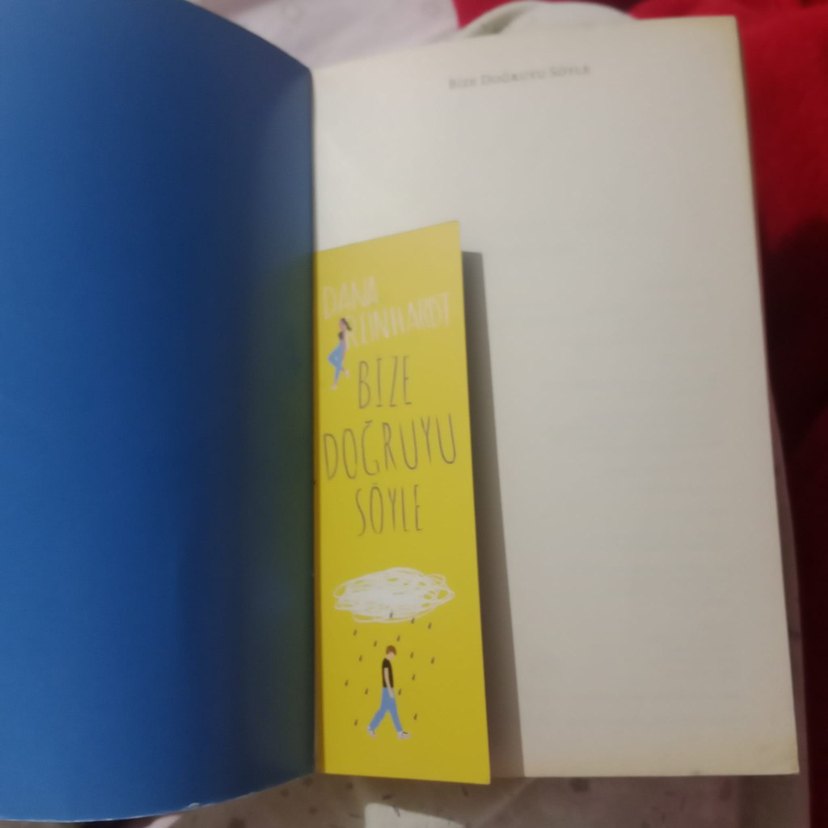 Bize Doğruyu Söyle
DANA
REINHARDT
BİZE
DOĞRUYU
SÖYLE